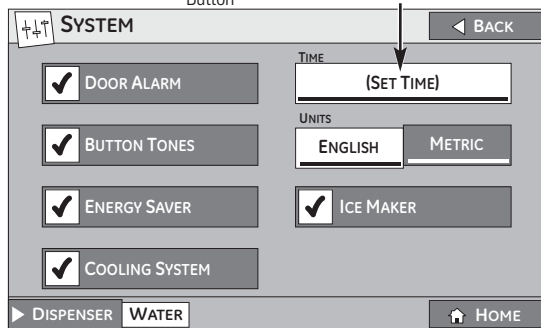 Button
SYSTEM
BACK
TIME
DOOR ALARM
(SET TIME)
UNITS
BUTTON TONES
ENGLISH METRIC
ENERGY SAVER
ICE MAKER
COOLING SYSTEM
DISPENSER WATER
HOME